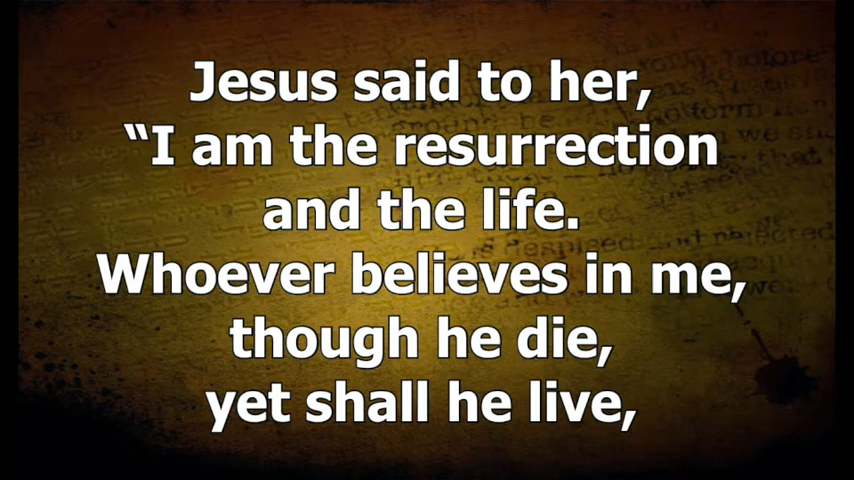 Jesus said to her,
“I am the resurrection
and the life.
Whoever believes in me,
though he die,
yet shall he live,